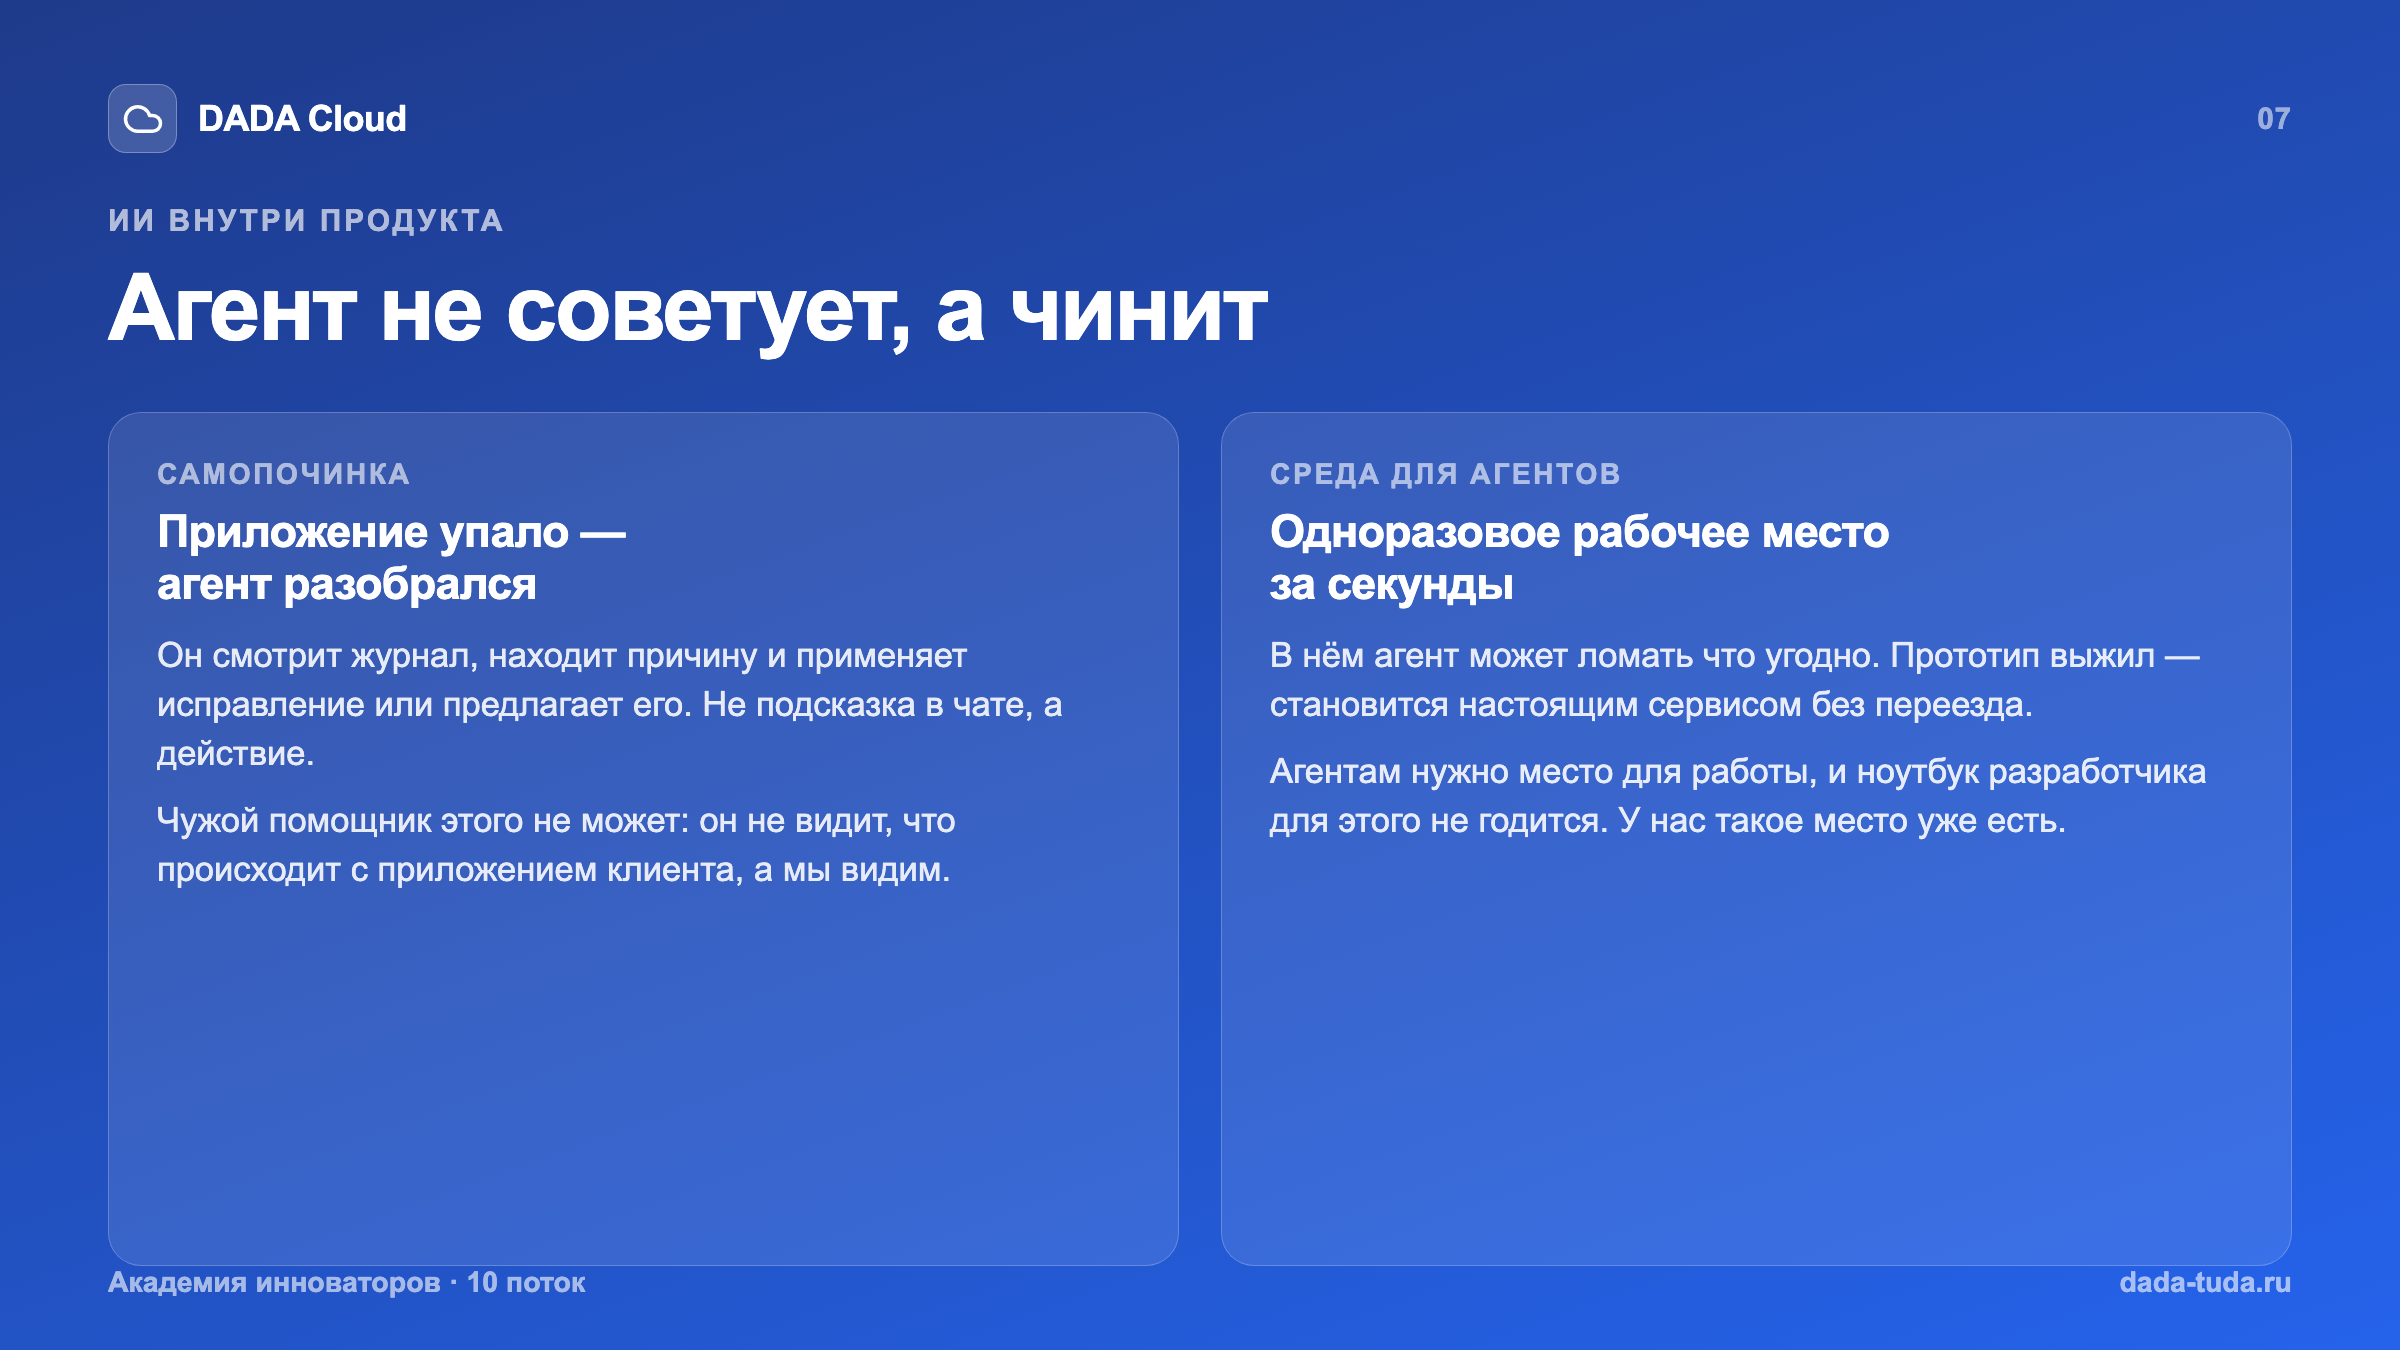 DADA Cloud
07
ИИ ВНУТРИ ПРОДУКТА
Агент не советует, а чинит
САМОПОЧИНКА
Приложение упало —
агент разобрался
Он смотрит журнал, находит причину и применяет
исправление или предлагает его. Не подсказка в чате, а
действие.
Чужой помощник этого не может: он не видит, что
происходит с приложением клиента, а мы видим.
СРЕДА ДЛЯ АГЕНТОВ
Одноразовое рабочее место
за секунды
В нём агент может ломать что угодно. Прототип выжил —
становится настоящим сервисом без переезда.
Агентам нужно место для работы, и ноутбук разработчика
для этого не годится. У нас такое место уже есть.
Академия инноваторов · 10 поток
dada-tuda.ru